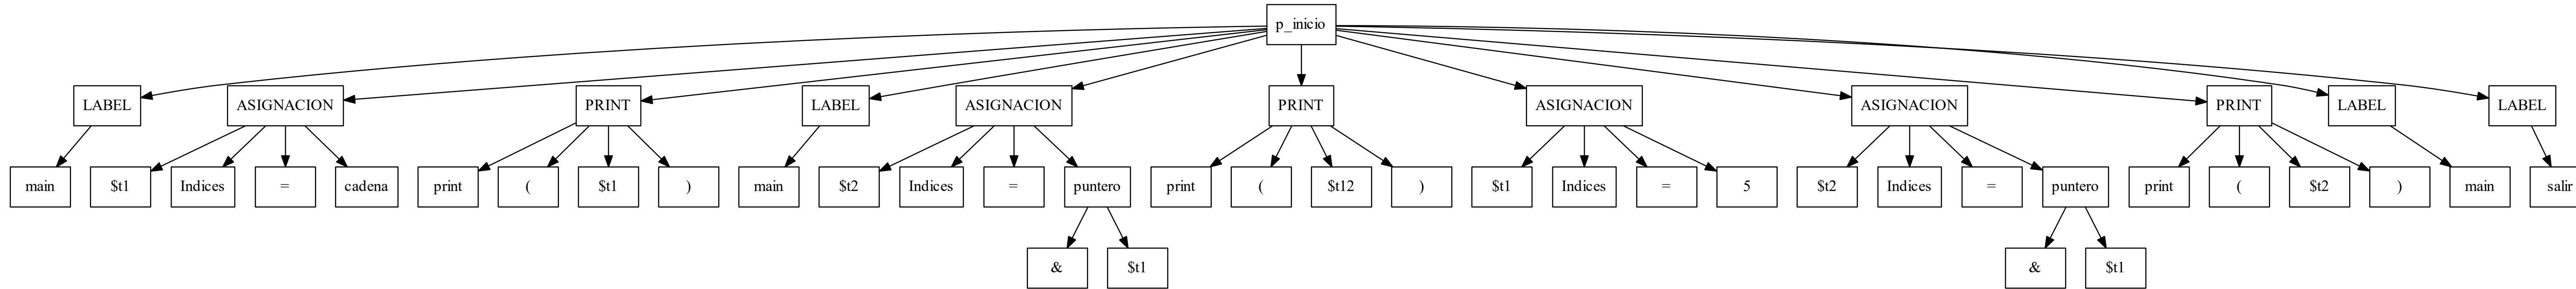 p_inicio
LABEL ASIGNACION PRINT LABEL ASIGNACION PRINT ASIGNACION ASIGNACION PRINT LABEL LABEL
main $t1 Indices = cadena print ( $t1 ) main $t2 Indices = puntero print ( $t12 ) $t1 Indices = 5 $t2 Indices = puntero print ( $t2 ) main salir
& $t1 & $t1